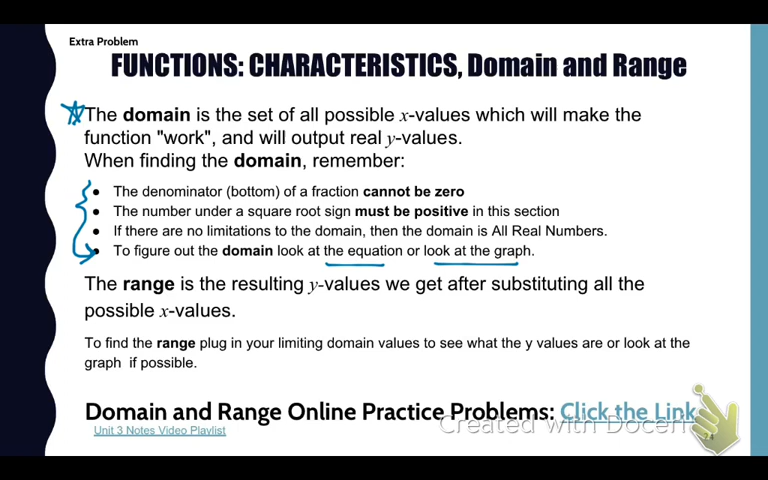 Extra Problem
FUNCTIONS: CHARACTERISTICS, Domain and Range
The domain is the set of all possible x-values which will make the
function "work", and will output real y-values.
When finding the domain, remember:
• The denominator (bottom) of a fraction cannot be zero
• The number under a square root sign must be positive in this section
• If there are no limitations to the domain, then the domain is All Real Numbers.
• To figure out the domain look at the equation or look at the graph.
The range is the resulting y-values we get after substituting all the
possible x-values.
To find the range plug in your limiting domain values to see what the y values are or look at the
graph if possible.
Domain and Range Online Practice Problems: Click the Link
Unit 3 Notes Video Playlist
Created with Doceri
24